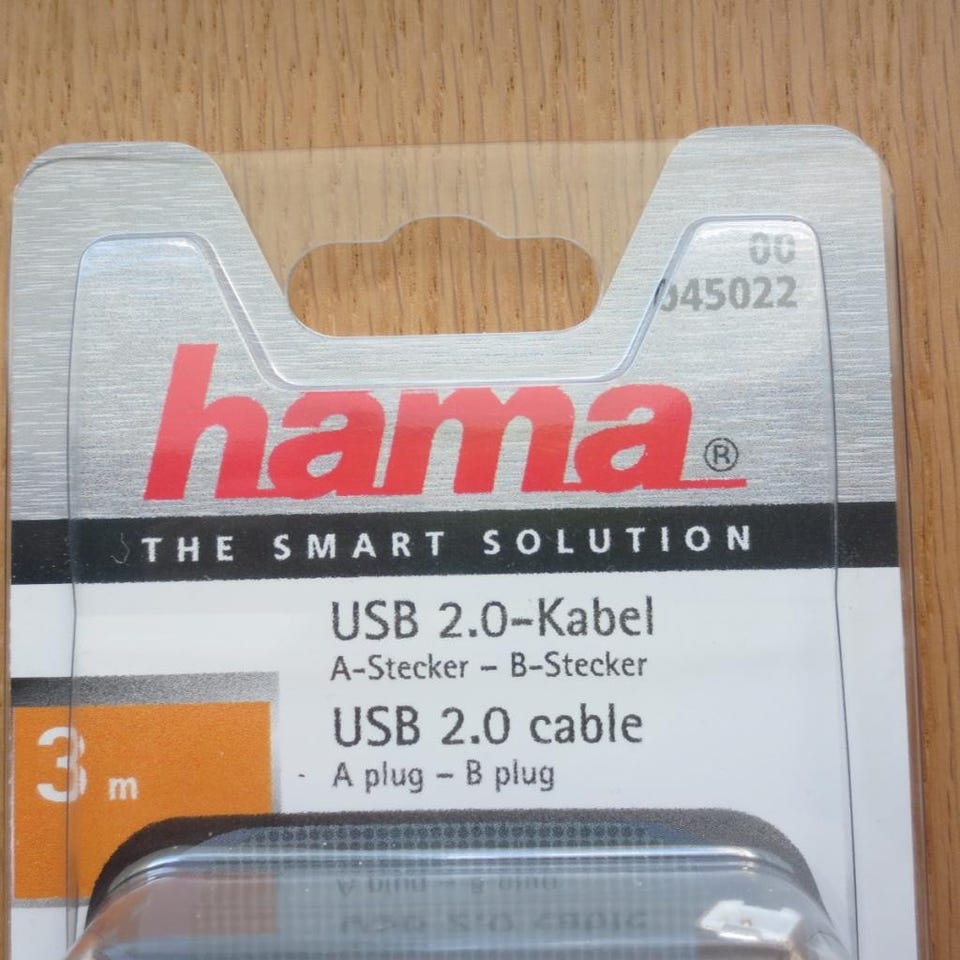 00
045022
hama®
THE SMART SOLUTION
USB 2.0-Kabel
A-Stecker – B-Stecker
USB 2.0 cable
A plug – B plug
3 m